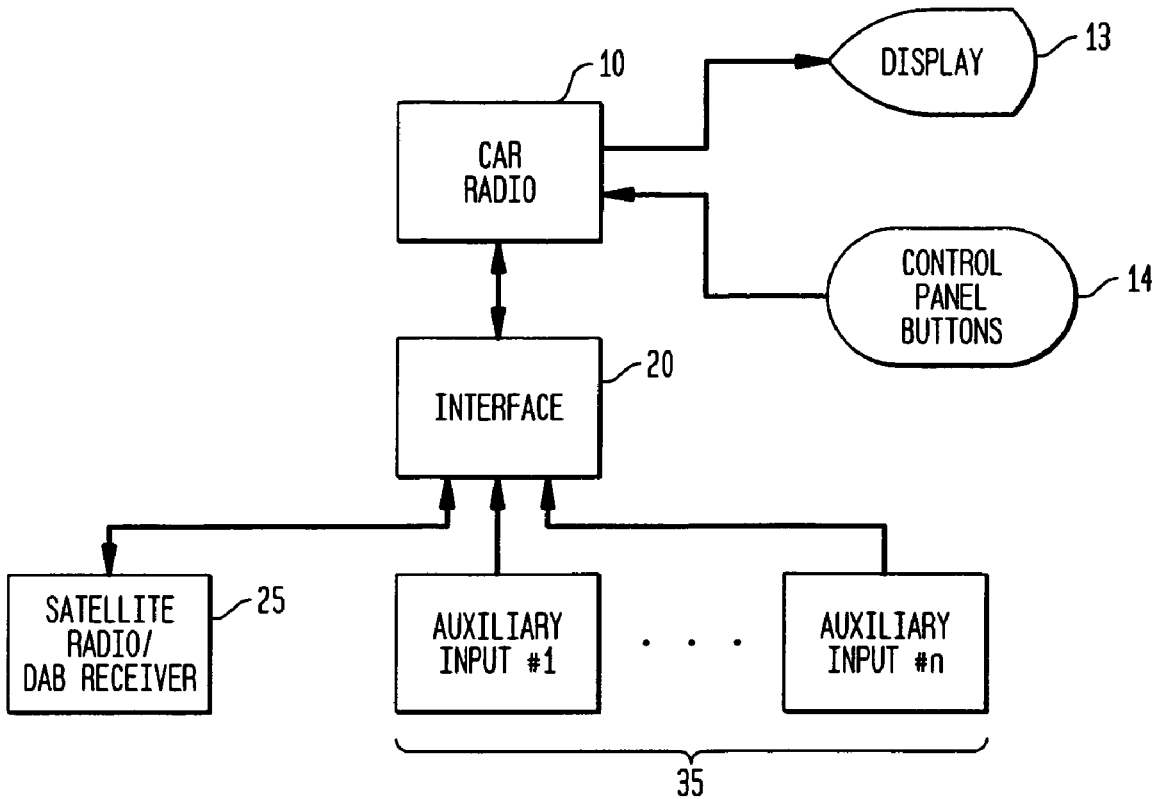 10
CAR
RADIO
DISPLAY
13
CONTROL
PANEL
BUTTONS
14
INTERFACE
20
SATELLITE
RADIO/
DAB RECEIVER
25
AUXILIARY
INPUT #1
. . .
AUXILIARY
INPUT #n
35